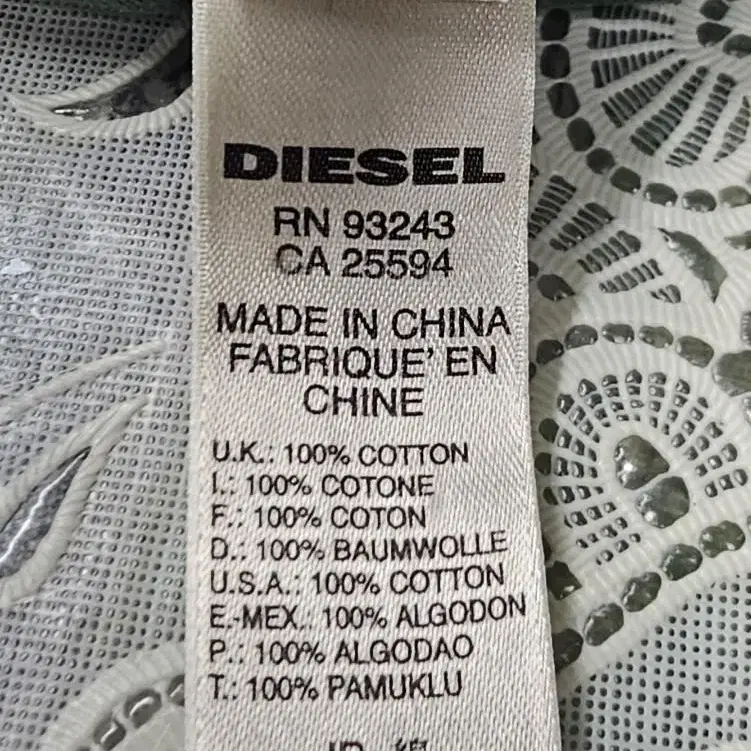 DIESEL
RN 93243
CA 25594
MADE IN CHINA
FABRIQUE' EN
CHINE
U.K.: 100% COTTON
I.: 100% COTONE
F.: 100% COTON
D.: 100% BAUMWOLLE
U.S.A.: 100% COTTON
E.-MEX.: 100% ALGODON
P.: 100% ALGODAO
T.: 100% PAMUKLU